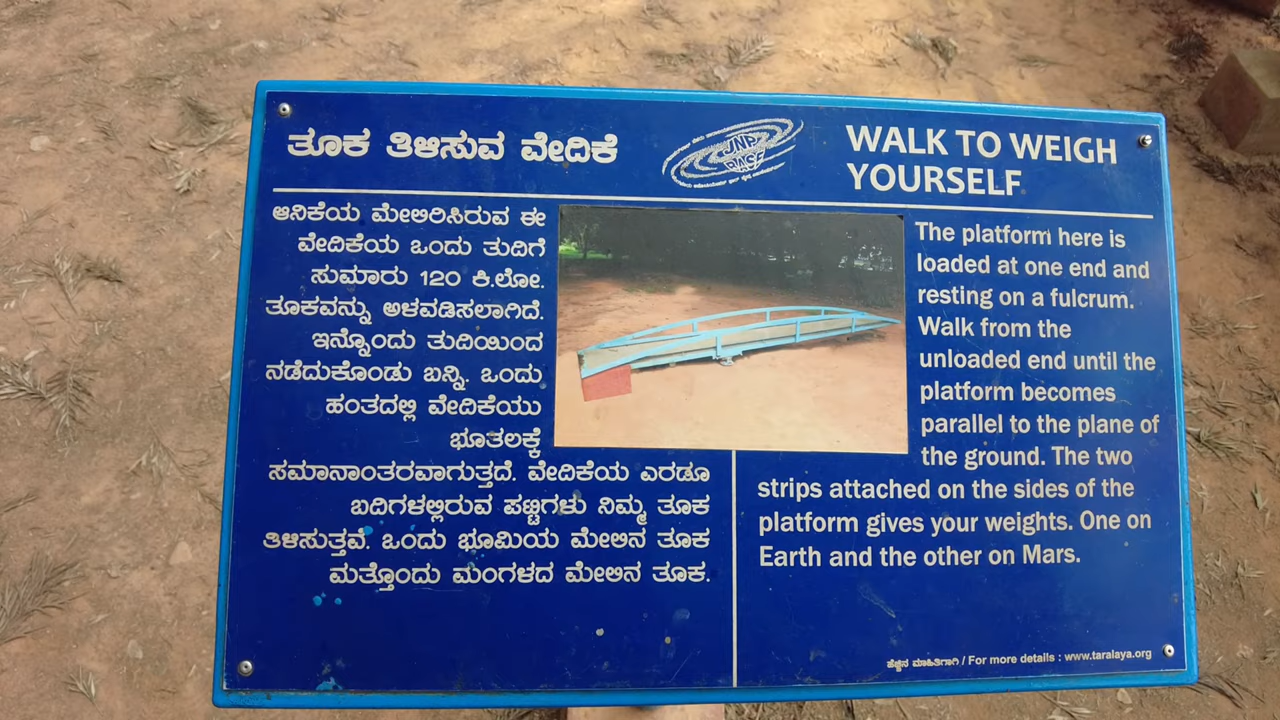 ತೂಕ ತಿಳಿಸುವ ವೇದಿಕೆ
JNP
BASE
WALK TO WEIGH
YOURSELF
ಆನಿಕೆಯ ಮೇಲಿರಿಸಿರುವ ಈ
ವೇದಿಕೆಯ ಒಂದು ತುದಿಗೆ
ಸುಮಾರು 120 ಕಿ.ಲೋ.
ತೂಕವನ್ನು ಅಳವಡಿಸಲಾಗಿದೆ.
ಇನ್ನೊಂದು ತುದಿಯಿಂದ
ನಡೆದುಕೊಂಡು ಬನ್ನಿ. ಒಂದು
ಹಂತದಲ್ಲಿ ವೇದಿಕೆಯು
ಭೂತಲಕ್ಕೆ
ಸಮಾನಾಂತರವಾಗುತ್ತದೆ. ವೇದಿಕೆಯ ಎರಡೂ
ಬದಿಗಳಲ್ಲಿರುವ ಪಟ್ಟಿಗಳು ನಿಮ್ಮ ತೂಕ
ತಿಳಿಸುತ್ತವೆ. ಒಂದು ಭೂಮಿಯ ಮೇಲಿನ ತೂಕ
ಮತ್ತೊಂದು ಮಂಗಳದ ಮೇಲಿನ ತೂಕ.
The platform here is
loaded at one end and
resting on a fulcrum.
Walk from the
unloaded end until the
platform becomes
parallel to the plane of
the ground. The two
strips attached on the sides of the
platform gives your weights. One on
Earth and the other on Mars.
ಹೆಚ್ಚಿನ ಮಾಹಿತಿಗಾಗಿ / For more details : www.taralaya.org